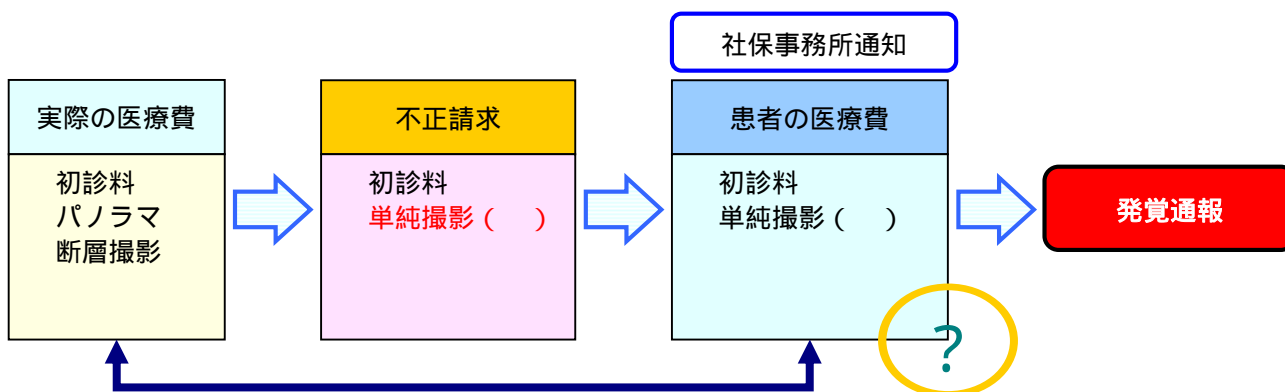 社保事務所通知
実際の医療費
初診料
パノラマ
断層撮影
不正請求
初診料
単純撮影(　)
患者の医療費
初診料
単純撮影(　)
?
発覚通報